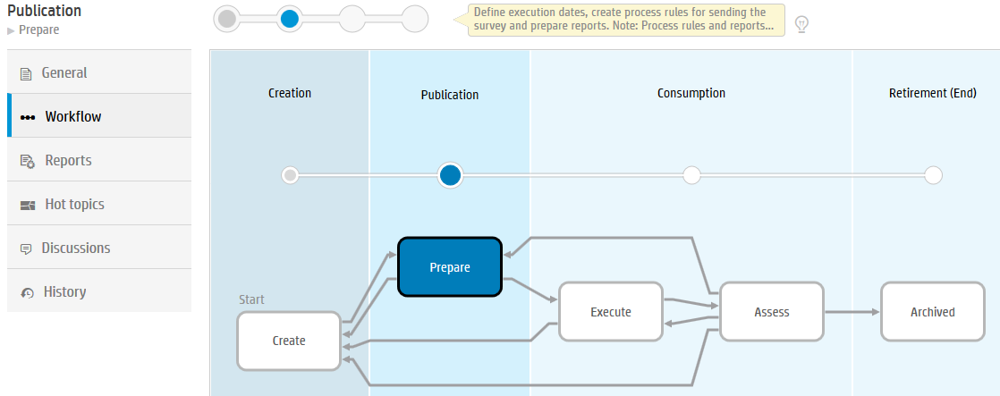 Publication
Prepare
Define execution dates, create process rules for sending the
survey and prepare reports. Note: Process rules and reports...
General
Workflow
Reports
Hot topics
Discussions
History
Creation
Publication
Consumption
Retirement (End)
Prepare
Start
Create
Execute
Assess
Archived